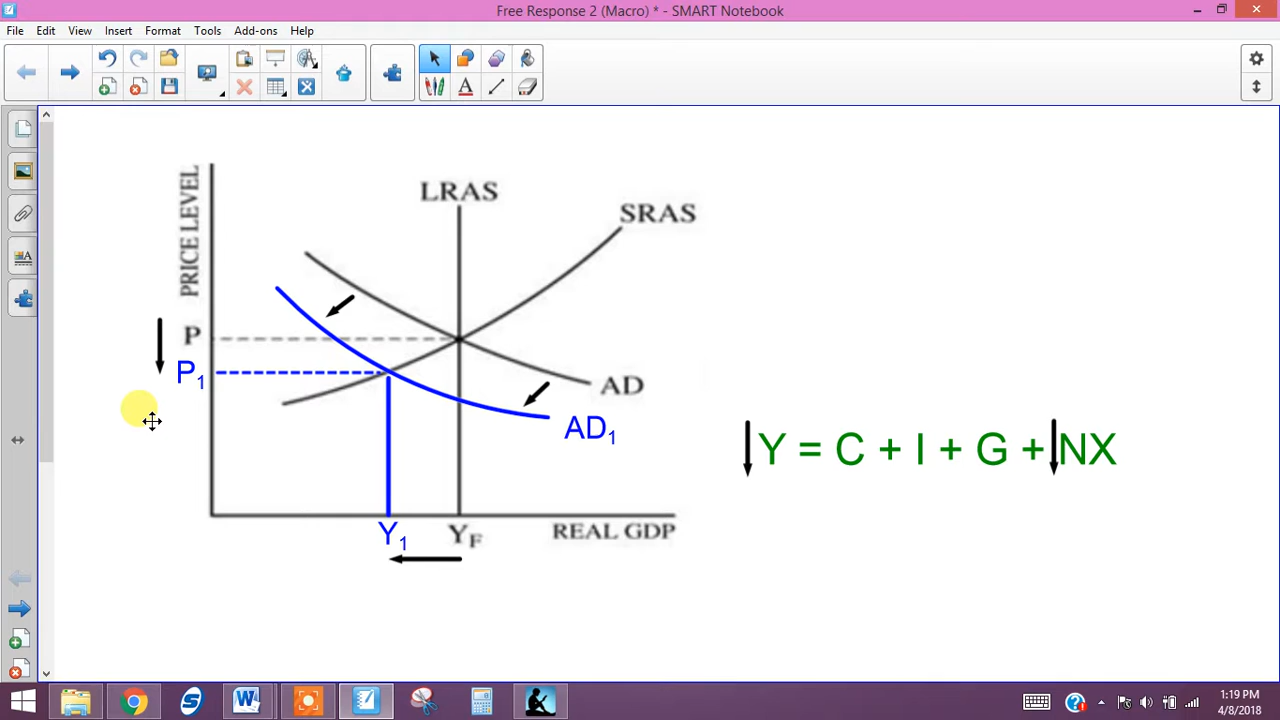 Free Response 2 (Macro) * - SMART Notebook
File Edit View Insert Format Tools Add-ons Help
PRICE LEVEL
LRAS
SRAS
P
P1
AD
AD1
Y = C + I + G + NX
Y1
YF
REAL GDP
1:19 PM
4/8/2018